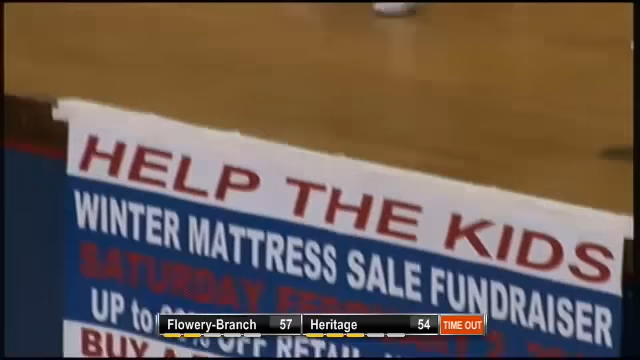 HELP THE KIDS
WINTER MATTRESS SALE FUNDRAISER
SATURDAY
UP to OFF RETAIL
BUY
Flowery-Branch 57 Heritage 54 TIME OUT